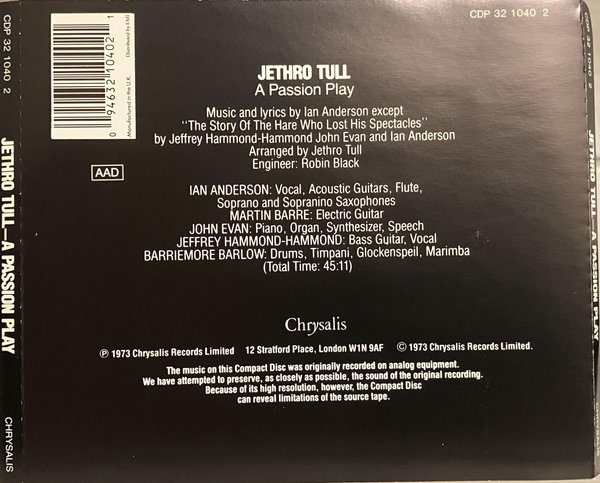 CDP 32 1040 2
JETHRO TULL—A PASSION PLAY
CHRYSALIS
0 94632 10402 1
Manufactured in the U.K. Distributed by EMI
AAD
CDP 32 1040 2
JETHRO TULL
A Passion Play
Music and lyrics by Ian Anderson except
"The Story Of The Hare Who Lost His Spectacles"
by Jeffrey Hammond-Hammond John Evan and Ian Anderson
Arranged by Jethro Tull
Engineer: Robin Black
IAN ANDERSON: Vocal, Acoustic Guitars, Flute,
Soprano and Sopranino Saxophones
MARTIN BARRE: Electric Guitar
JOHN EVAN: Piano, Organ, Synthesizer, Speech
JEFFREY HAMMOND-HAMMOND: Bass Guitar, Vocal
BARRIEMORE BARLOW: Drums, Timpani, Glockenspeil, Marimba
(Total Time: 45:11)
Chrysalis
℗ 1973 Chrysalis Records Limited 12 Stratford Place, London W1N 9AF © 1973 Chrysalis Records Limited.
The music on this Compact Disc was originally recorded on analog equipment.
We have attempted to preserve, as closely as possible, the sound of the original recording.
Because of its high resolution, however, the Compact Disc
can reveal limitations of the source tape.
CDP 32 1040 2
JETHRO TULL—A PASSION PLAY
CHRYSALIS